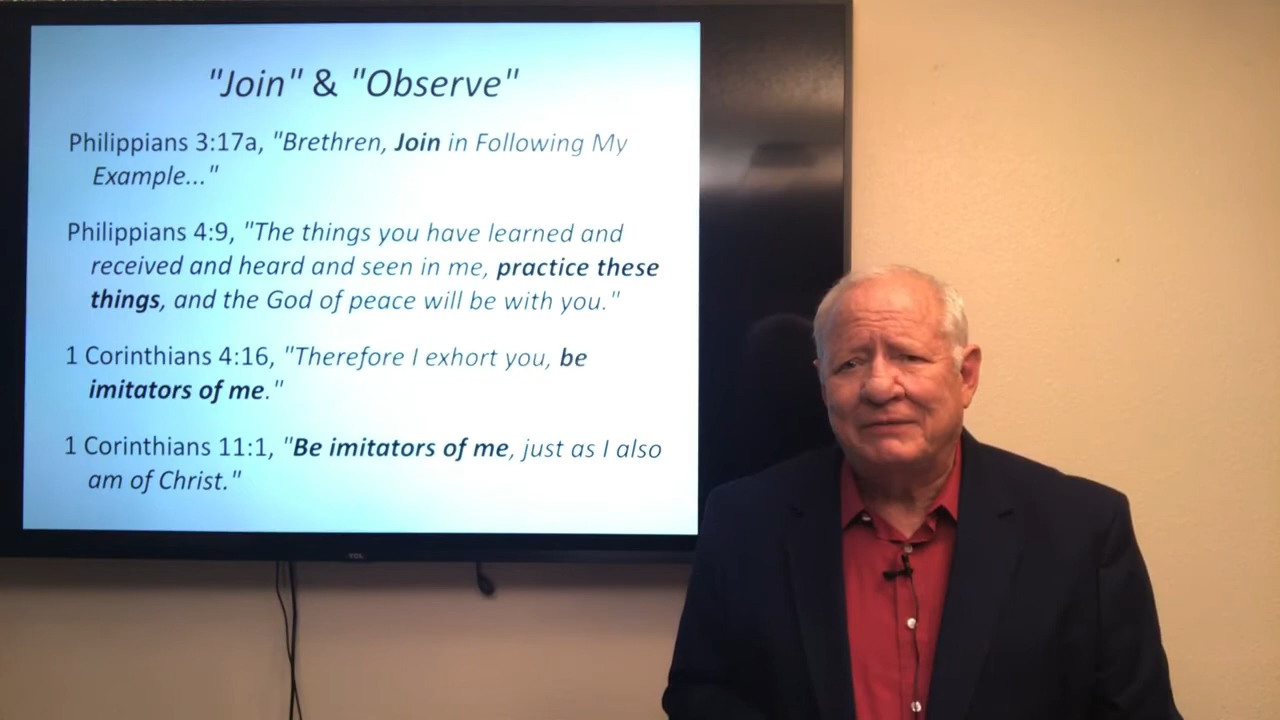 "Join" & "Observe"
Philippians 3:17a, "Brethren, Join in Following My
Example..."
Philippians 4:9, "The things you have learned and
received and heard and seen in me, practice these
things, and the God of peace will be with you."
1 Corinthians 4:16, "Therefore I exhort you, be
imitators of me."
1 Corinthians 11:1, "Be imitators of me, just as I also
am of Christ."
TCL